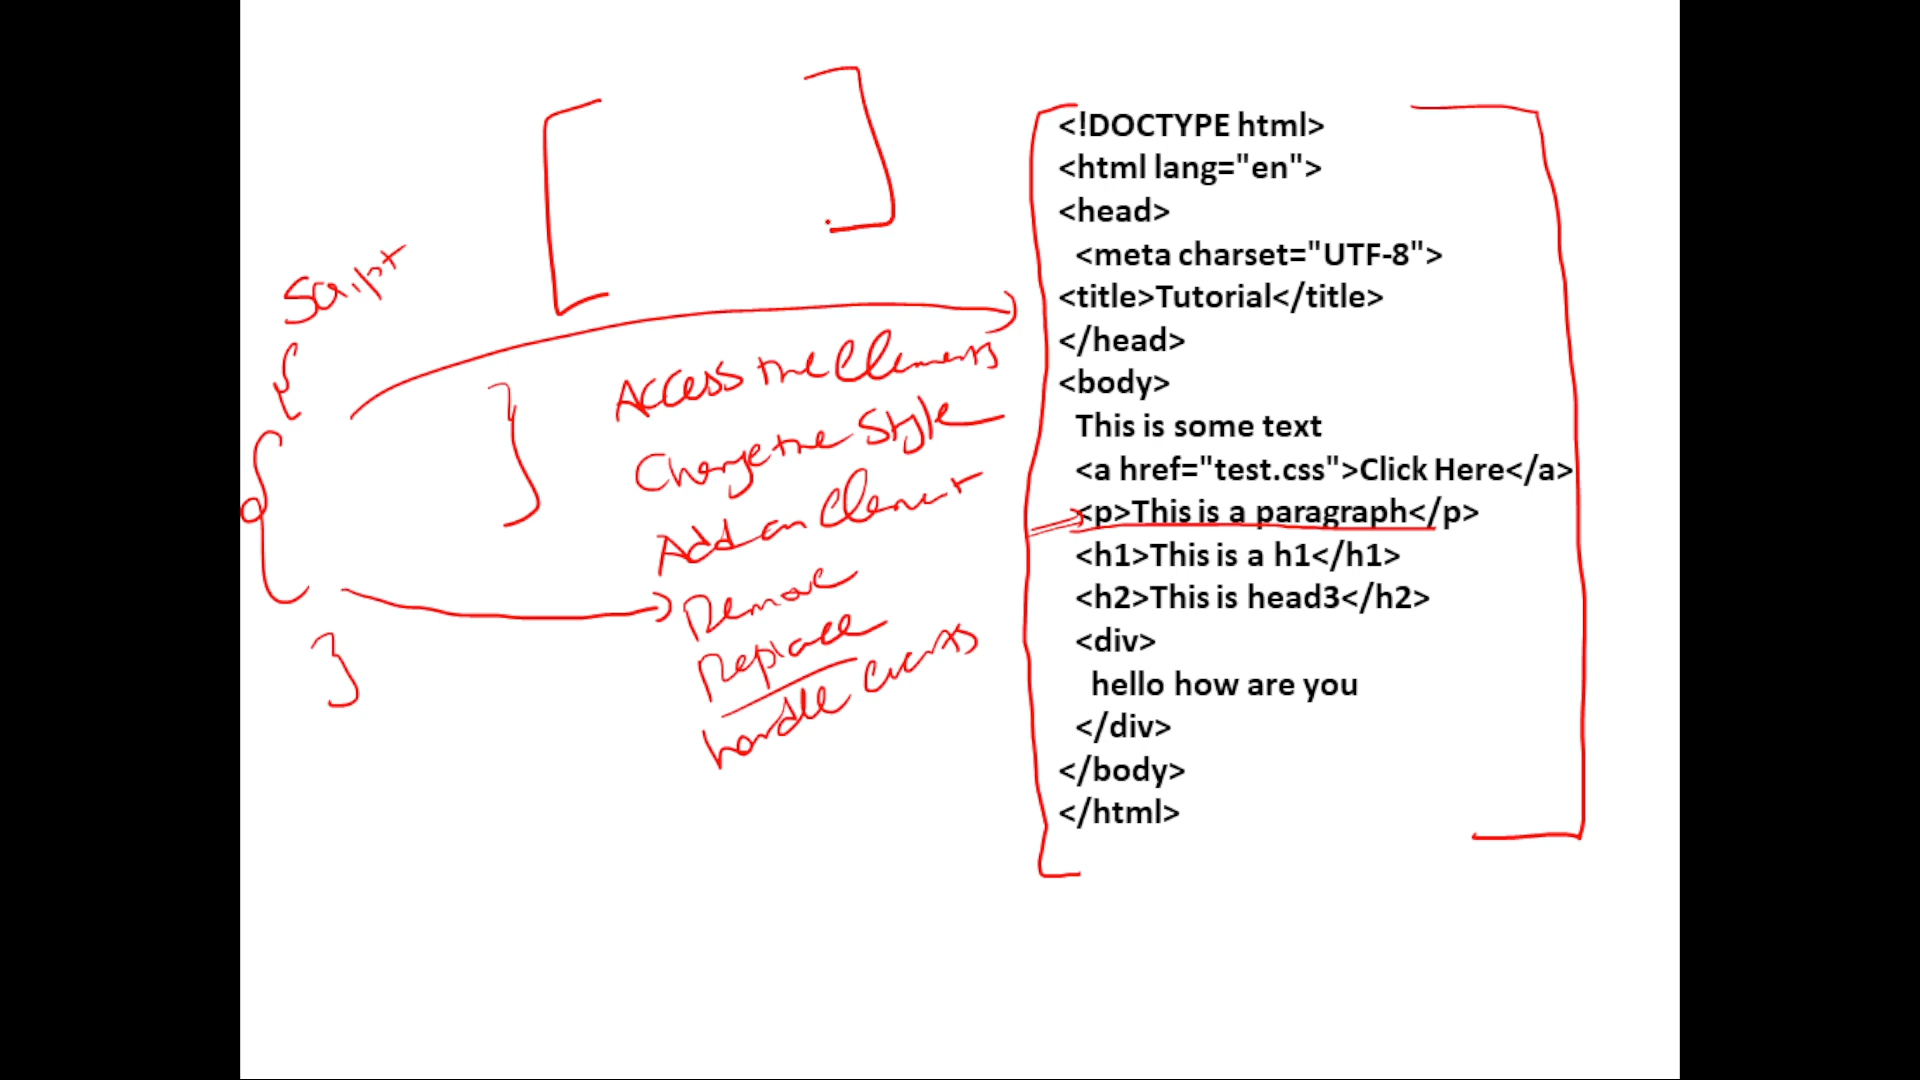 Script
Access the Elements
Change the Style
Add an Element
Remove
Replace
handle events
<!DOCTYPE html>
<html lang="en">
<head>
<meta charset="UTF-8">
<title>Tutorial</title>
</head>
<body>
This is some text
<a href="test.css">Click Here</a>
<p>This is a paragraph</p>
<h1>This is a h1</h1>
<h2>This is head3</h2>
<div>
hello how are you
</div>
</body>
</html>